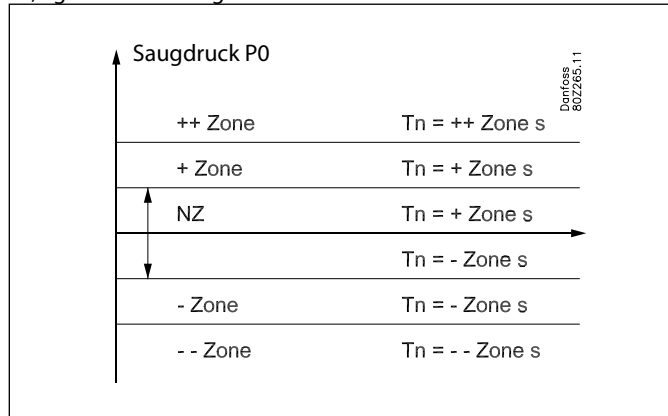 Saugdruck P0
Danfoss
80Z265.11
++ Zone Tn = ++ Zone s
+ Zone Tn = + Zone s
NZ Tn = + Zone s
Tn = - Zone s
- Zone Tn = - Zone s
- - Zone Tn = - - Zone s